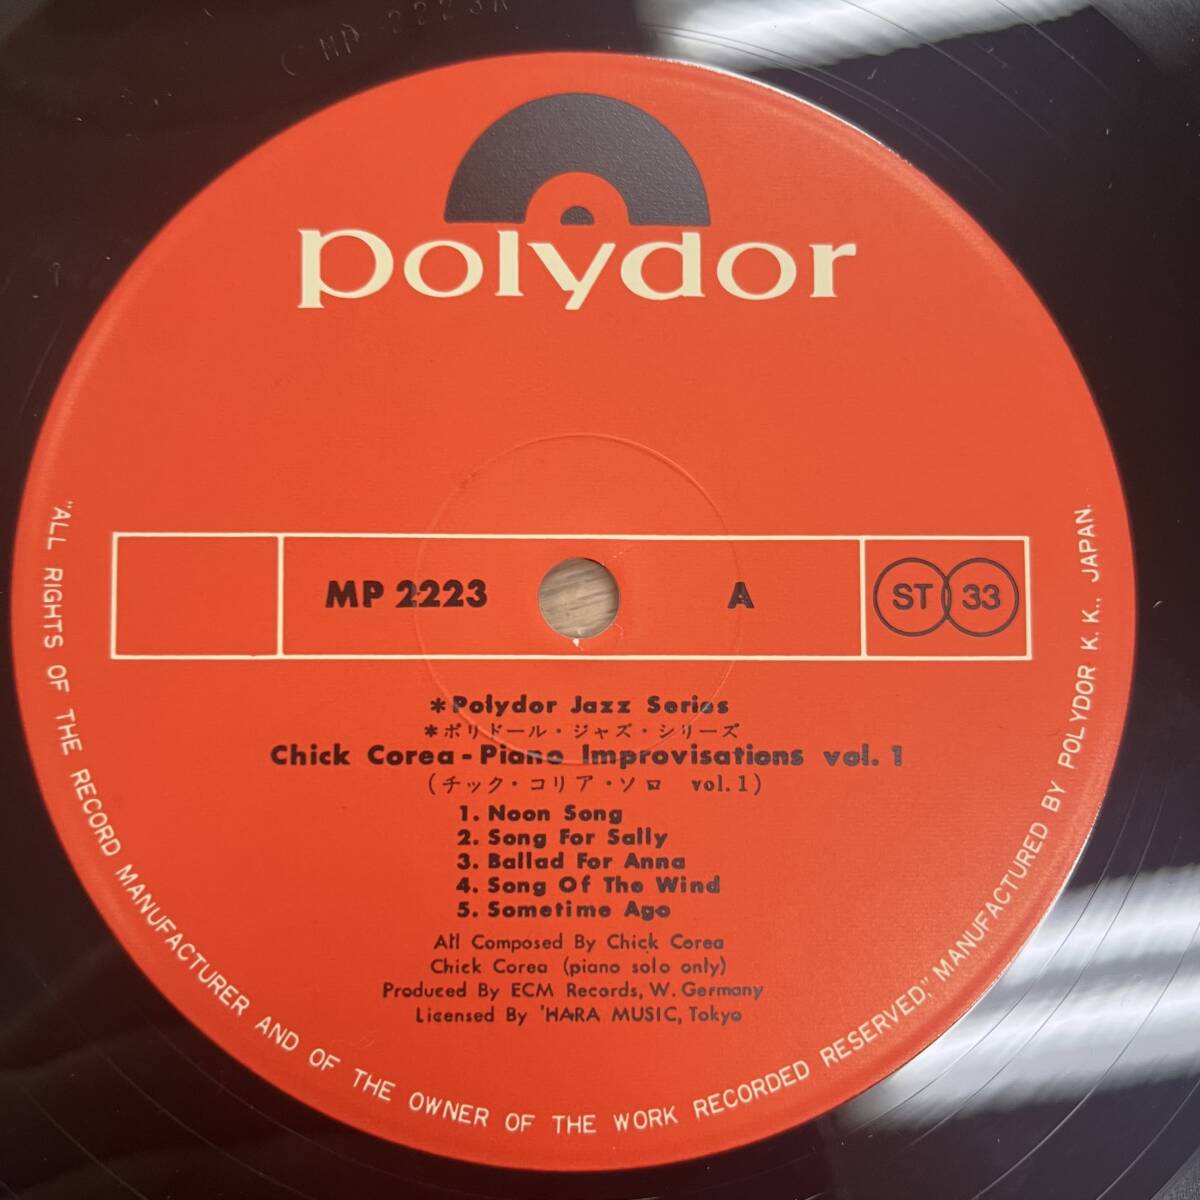 polydor
MP 2223
A
ST 33
*Polydor Jazz Series
*ポリドール・ジャズ・シリーズ
Chick Corea - Piano Improvisations vol. 1
(チック・コリア・ソロ vol.1)
1. Noon Song
2. Song For Sally
3. Ballad For Anna
4. Song Of The Wind
5. Sometime Ago
All Composed By Chick Corea
Chick Corea (piano solo only)
Produced By ECM Records, W. Germany
Licensed By 'HARA MUSIC, Tokyo
"ALL RIGHTS OF THE RECORD MANUFACTURER AND OF THE OWNER OF THE WORK RECORDED RESERVED," MANUFACTURED BY POLYDOR K. K., JAPAN.